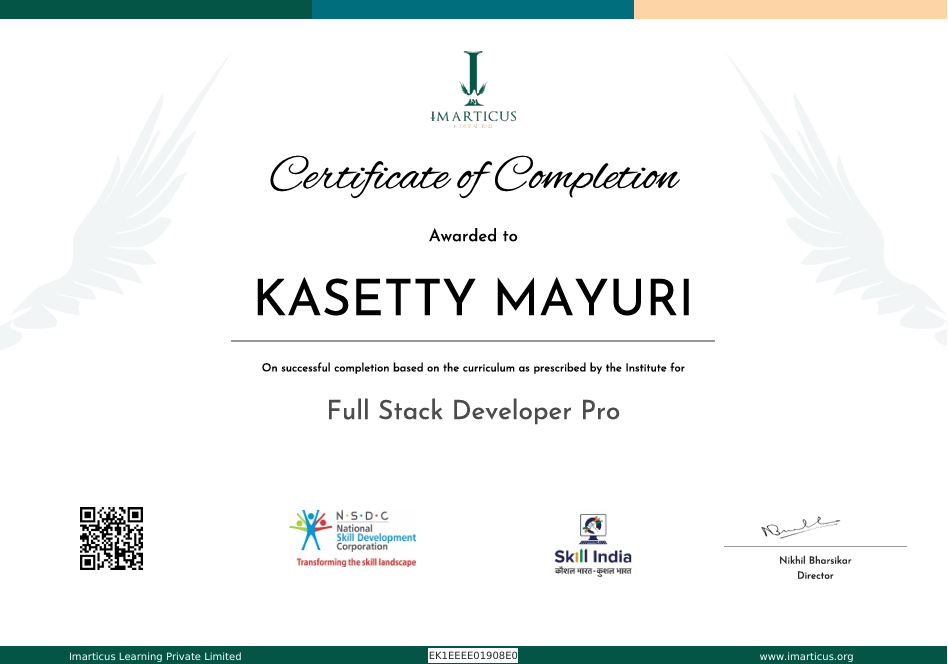 IMARTICUS
LEARNING
Certificate of Completion
Awarded to
KASETTY MAYURI
On successful completion based on the curriculum as prescribed by the Institute for
Full Stack Developer Pro
N·S·D·C
National
Skill Development
Corporation
Transforming the skill landscape
Skill India
कौशल भारत-कुशल भारत
Nikhil Bharsikar
Director
Imarticus Learning Private Limited
EK1EEEE01908E0
www.imarticus.org